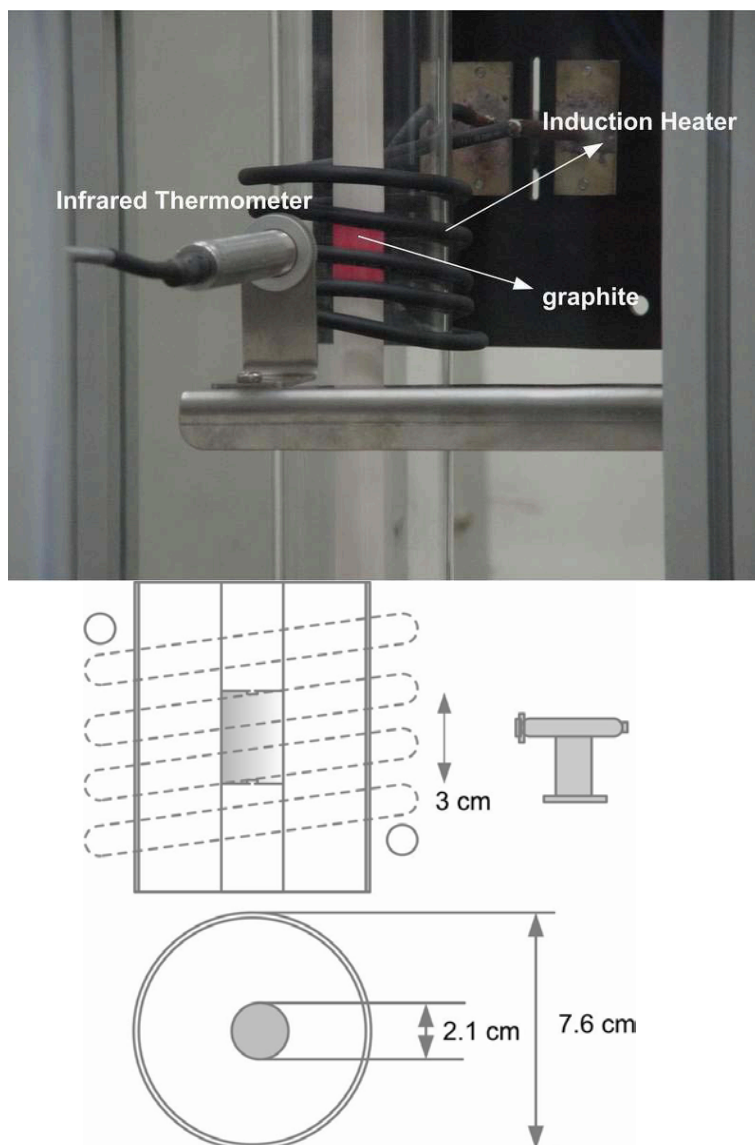 Induction Heater
Infrared Thermometer
graphite
3 cm
2.1 cm
7.6 cm